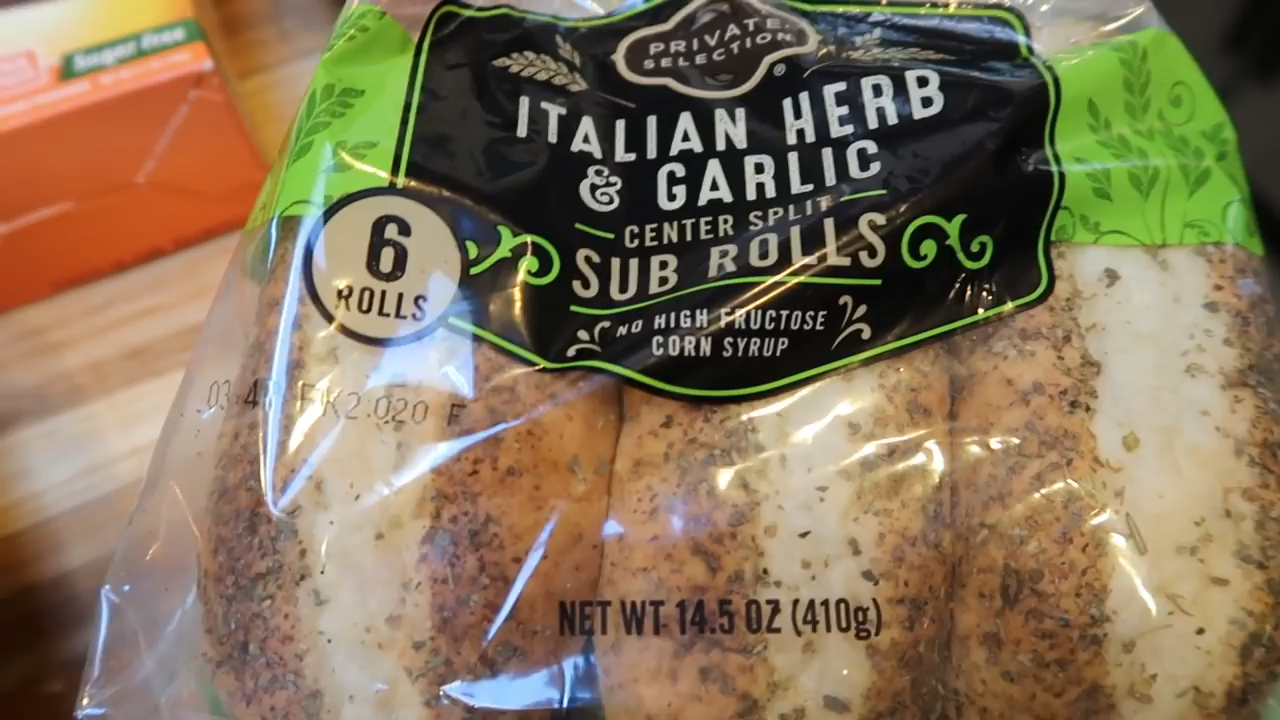 Sugar free
PRIVATE
SELECTION®
ITALIAN HERB
& GARLIC
CENTER SPLIT
SUB ROLLS
6
ROLLS
NO HIGH FRUCTOSE
CORN SYRUP
NET WT 14.5 OZ (410g)